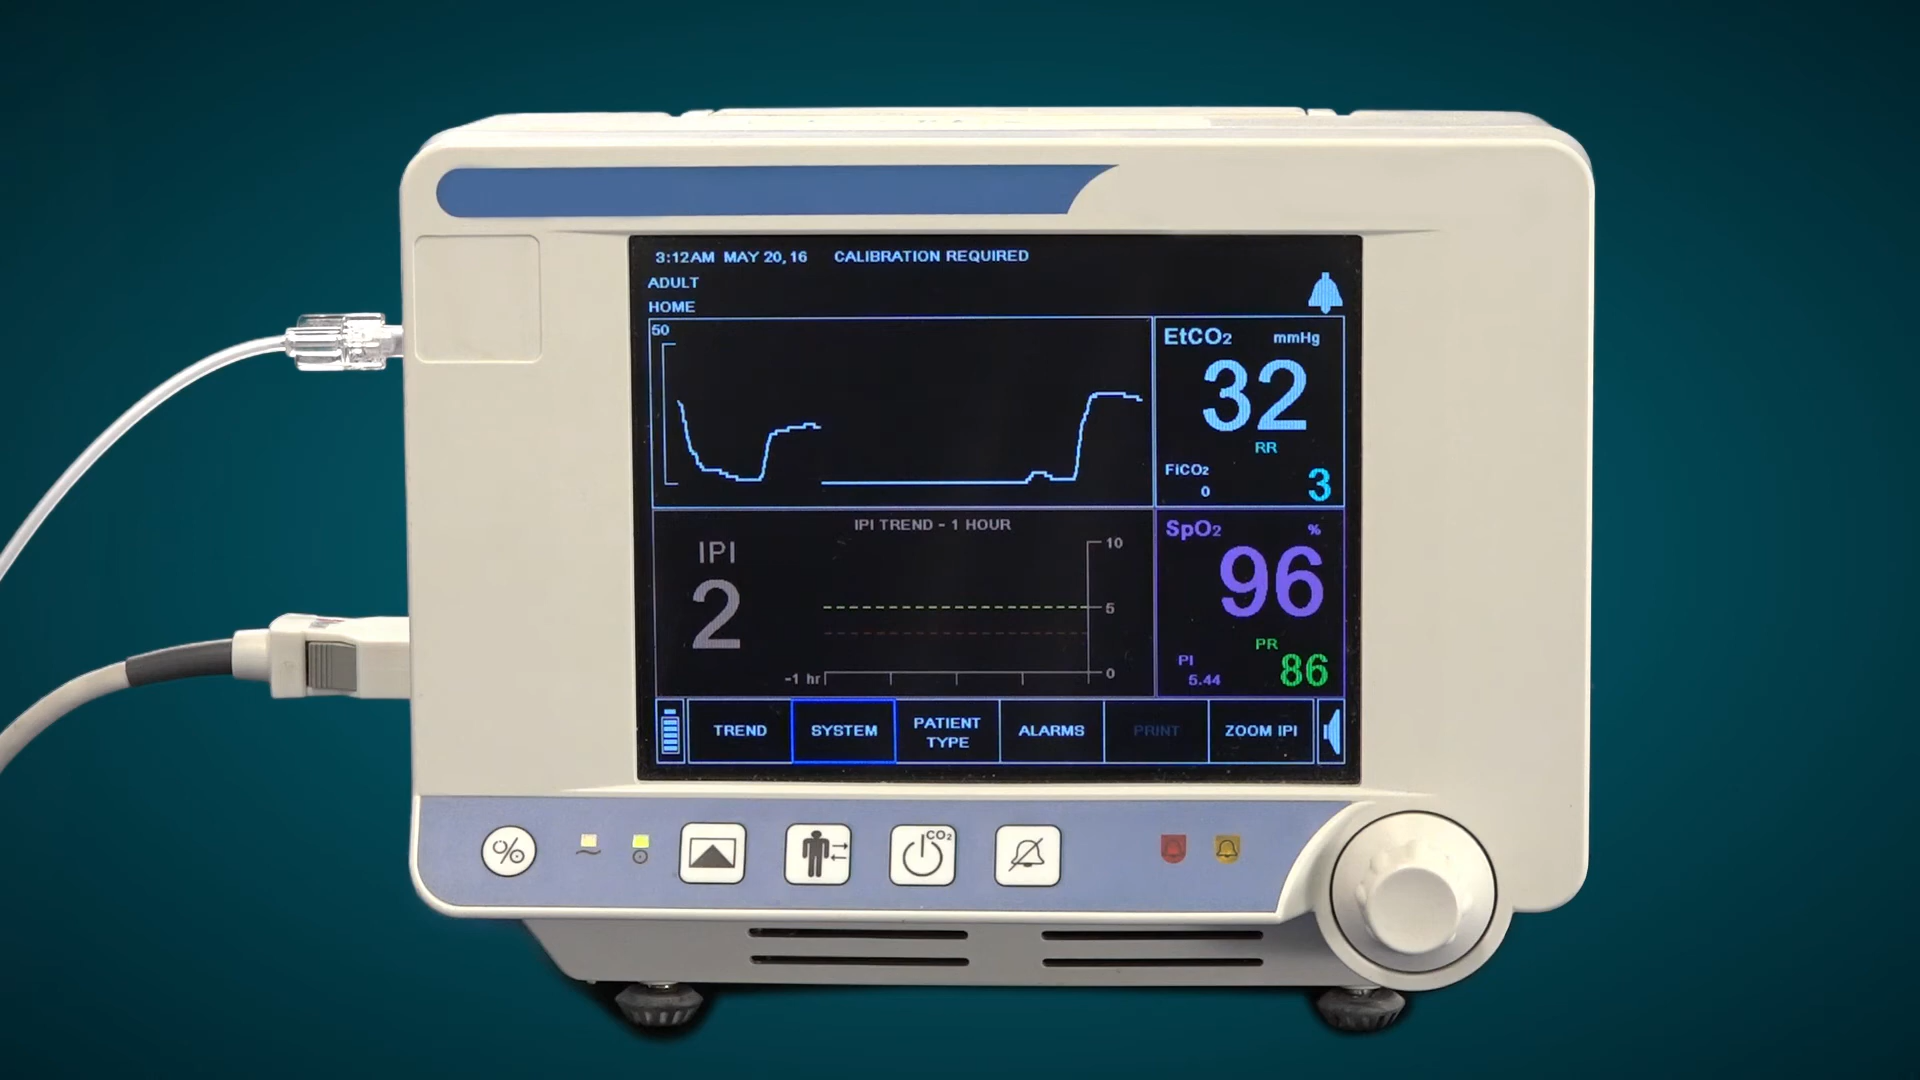 3:12AM MAY 20, 16 CALIBRATION REQUIRED
ADULT
HOME
50
EtCO₂ mmHg
32
RR
FiCO₂
0
3
IPI TREND - 1 HOUR
IPI
2
10
5
0
-1 hr
SpO₂ %
96
PR
86
PI
5.44
TREND
SYSTEM
PATIENT
TYPE
ALARMS
PRINT
ZOOM IPI
CO₂